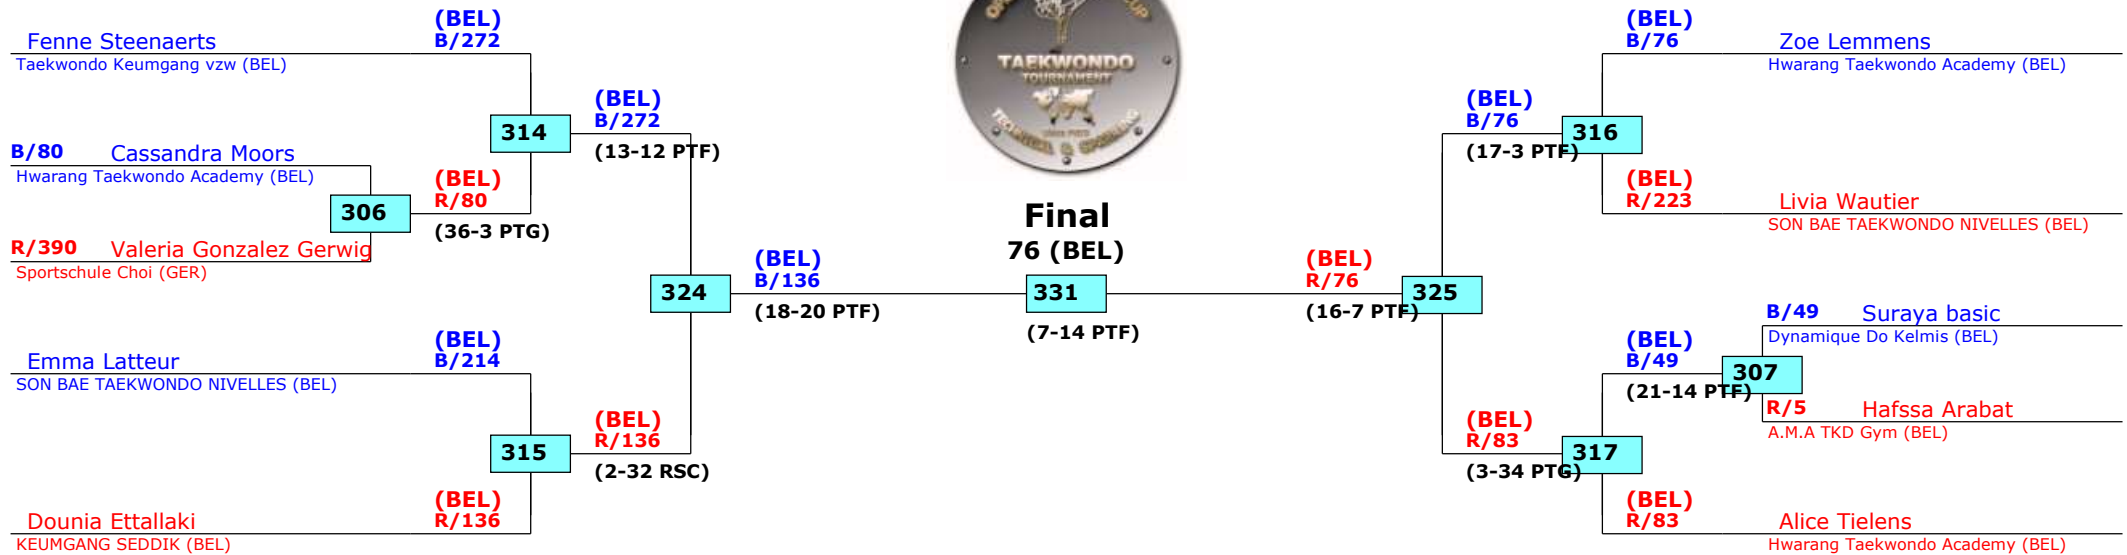 (BEL)
Fenne Steenaerts B/272
Taekwondo Keumgang vzw (BEL)
(BEL)
314 B/272
(13-12 PTF)
B/80 Cassandra Moors
Hwarang Taekwondo Academy (BEL)
(BEL)
306 R/80
(36-3 PTG)
R/390 Valeria Gonzalez Gerwig
Sportschule Choi (GER)
(BEL)
324 B/136
(18-20 PTF)
(BEL)
Emma Latteur B/214
SON BAE TAEKWONDO NIVELLES (BEL)
(BEL)
315 R/136
(2-32 RSC)
(BEL)
Dounia Ettallaki R/136
KEUMGANG SEDDIK (BEL)
CUP
TAEKWONDO
TOURNAMENT
TECHNICAL & SPARRING
Final
76 (BEL)
331
(7-14 PTF)
(BEL)
B/76 Zoe Lemmens
Hwarang Taekwondo Academy (BEL)
(BEL)
B/76 316
(17-3 PTF)
(BEL)
R/223 Livia Wautier
SON BAE TAEKWONDO NIVELLES (BEL)
(BEL)
R/76 325
(16-7 PTF)
B/49 Suraya basic
Dynamique Do Kelmis (BEL)
(BEL)
B/49 307
(21-14 PTF)
R/5 Hafssa Arabat
A.M.A TKD Gym (BEL)
(BEL)
R/83 317
(3-34 PTG)
(BEL)
R/83 Alice Tielens
Hwarang Taekwondo Academy (BEL)